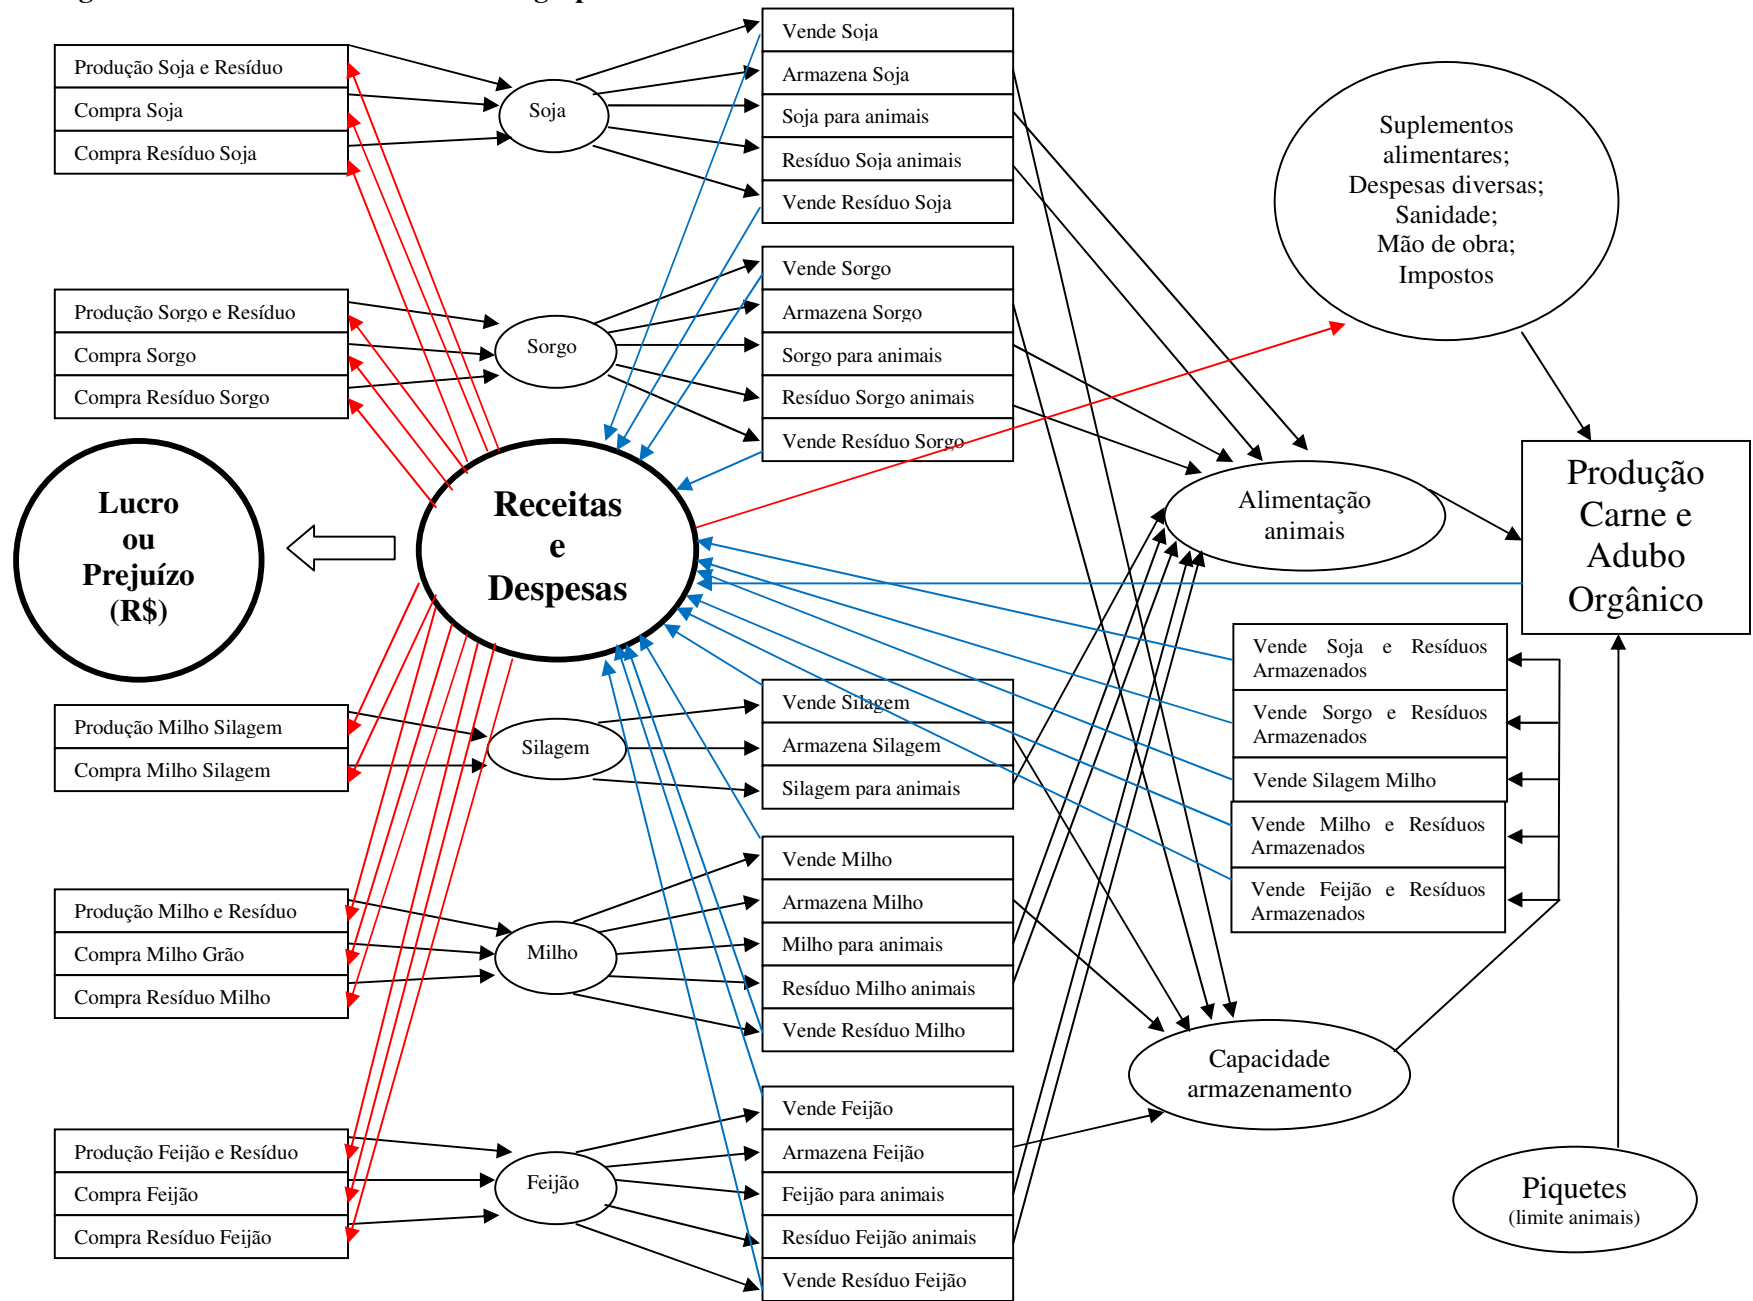 Produção Soja e Resíduo
Compra Soja
Compra Resíduo Soja
Soja
Vende Soja
Armazena Soja
Soja para animais
Resíduo Soja animais
Vende Resíduo Soja
Suplementos
alimentares;
Despesas diversas;
Sanidade;
Mão de obra;
Impostos
Produção Sorgo e Resíduo
Compra Sorgo
Compra Resíduo Sorgo
Sorgo
Vende Sorgo
Armazena Sorgo
Sorgo para animais
Resíduo Sorgo animais
Vende Resíduo Sorgo
Lucro
ou
Prejuízo
(R$)
Receitas
e
Despesas
Alimentação
animais
Produção
Carne e
Adubo
Orgânico
Vende Soja e Resíduos
Armazenados
Vende Sorgo e Resíduos
Armazenados
Vende Silagem Milho
Vende Milho e Resíduos
Armazenados
Vende Feijão e Resíduos
Armazenados
Produção Milho Silagem
Compra Milho Silagem
Silagem
Vende Silagem
Armazena Silagem
Silagem para animais
Produção Milho e Resíduo
Compra Milho Grão
Compra Resíduo Milho
Milho
Vende Milho
Armazena Milho
Milho para animais
Resíduo Milho animais
Vende Resíduo Milho
Capacidade
armazenamento
Produção Feijão e Resíduo
Compra Feijão
Compra Resíduo Feijão
Feijão
Vende Feijão
Armazena Feijão
Feijão para animais
Resíduo Feijão animais
Vende Resíduo Feijão
Piquetes
(limite animais)